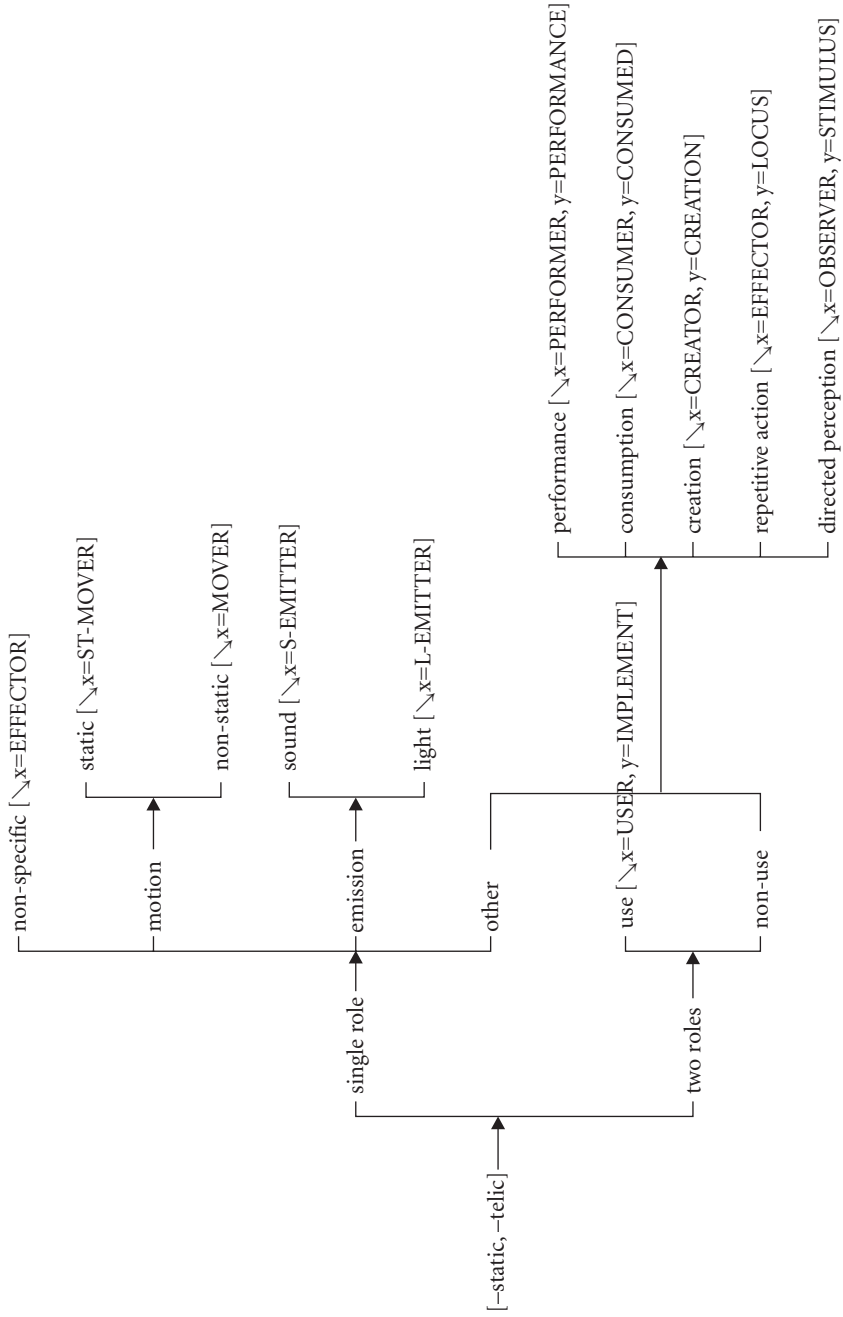 [−static, −telic]
single role
two roles
non-specific [↘x=EFFECTOR]
motion
emission
other
use [↘x=USER, y=IMPLEMENT]
non-use
static [↘x=ST-MOVER]
non-static [↘x=MOVER]
sound [↘x=S-EMITTER]
light [↘x=L-EMITTER]
performance [↘x=PERFORMER, y=PERFORMANCE]
consumption [↘x=CONSUMER, y=CONSUMED]
creation [↘x=CREATOR, y=CREATION]
repetitive action [↘x=EFFECTOR, y=LOCUS]
directed perception [↘x=OBSERVER, y=STIMULUS]